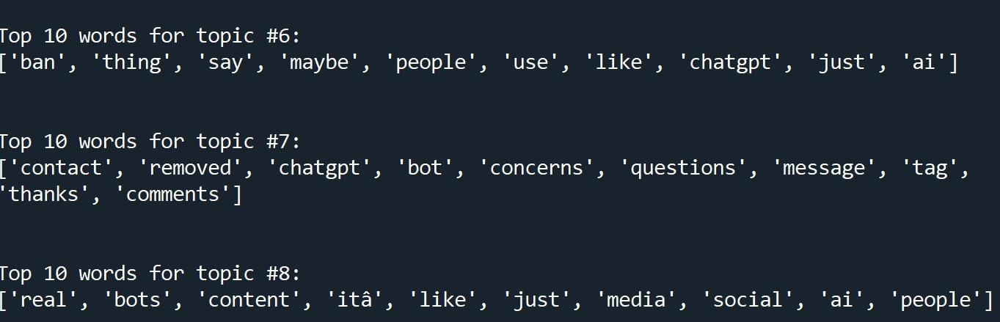 Top 10 words for topic #6:
['ban', 'thing', 'say', 'maybe', 'people', 'use', 'like', 'chatgpt', 'just', 'ai']
Top 10 words for topic #7:
['contact', 'removed', 'chatgpt', 'bot', 'concerns', 'questions', 'message', 'tag',
'thanks', 'comments']
Top 10 words for topic #8:
['real', 'bots', 'content', 'itâ', 'like', 'just', 'media', 'social', 'ai', 'people']